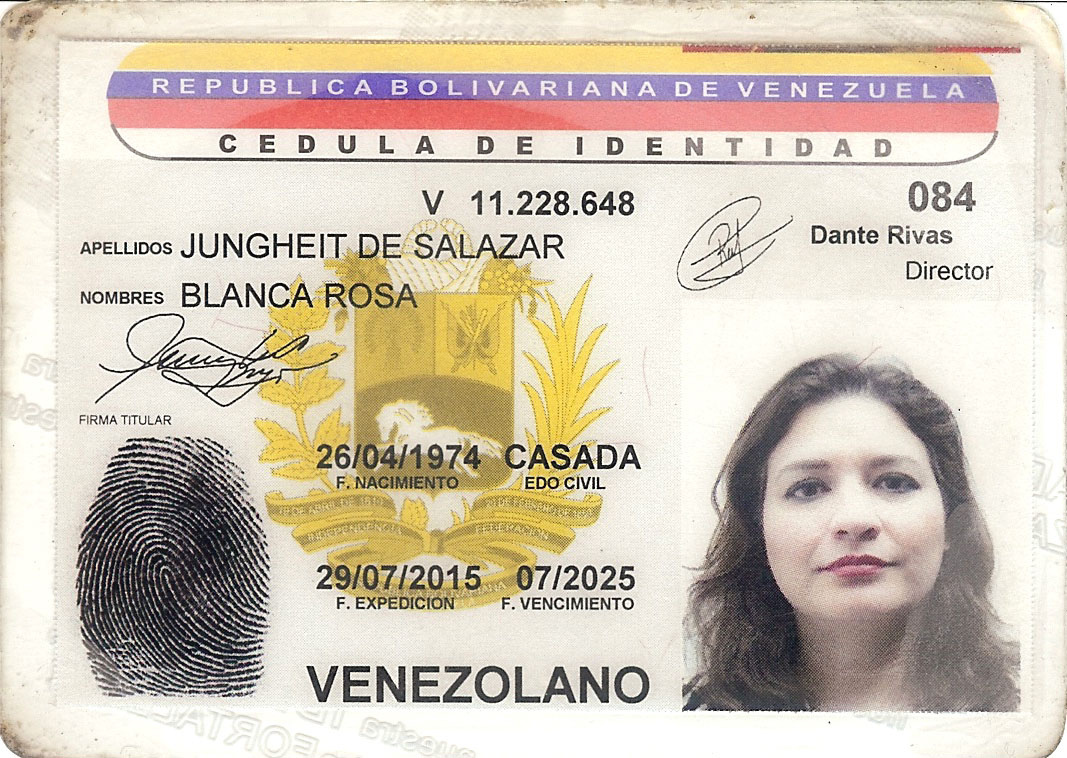 REPUBLICA BOLIVARIANA DE VENEZUELA
CEDULA DE IDENTIDAD
V 11.228.648
084
APELLIDOS JUNGHEIT DE SALAZAR
Dante Rivas
Director
NOMBRES BLANCA ROSA
FIRMA TITULAR
26/04/1974 CASADA
F. NACIMIENTO EDO CIVIL
INDEPENDENCIA FEDERACION
29/07/2015 07/2025
F. EXPEDICION F. VENCIMIENTO
VENEZOLANO